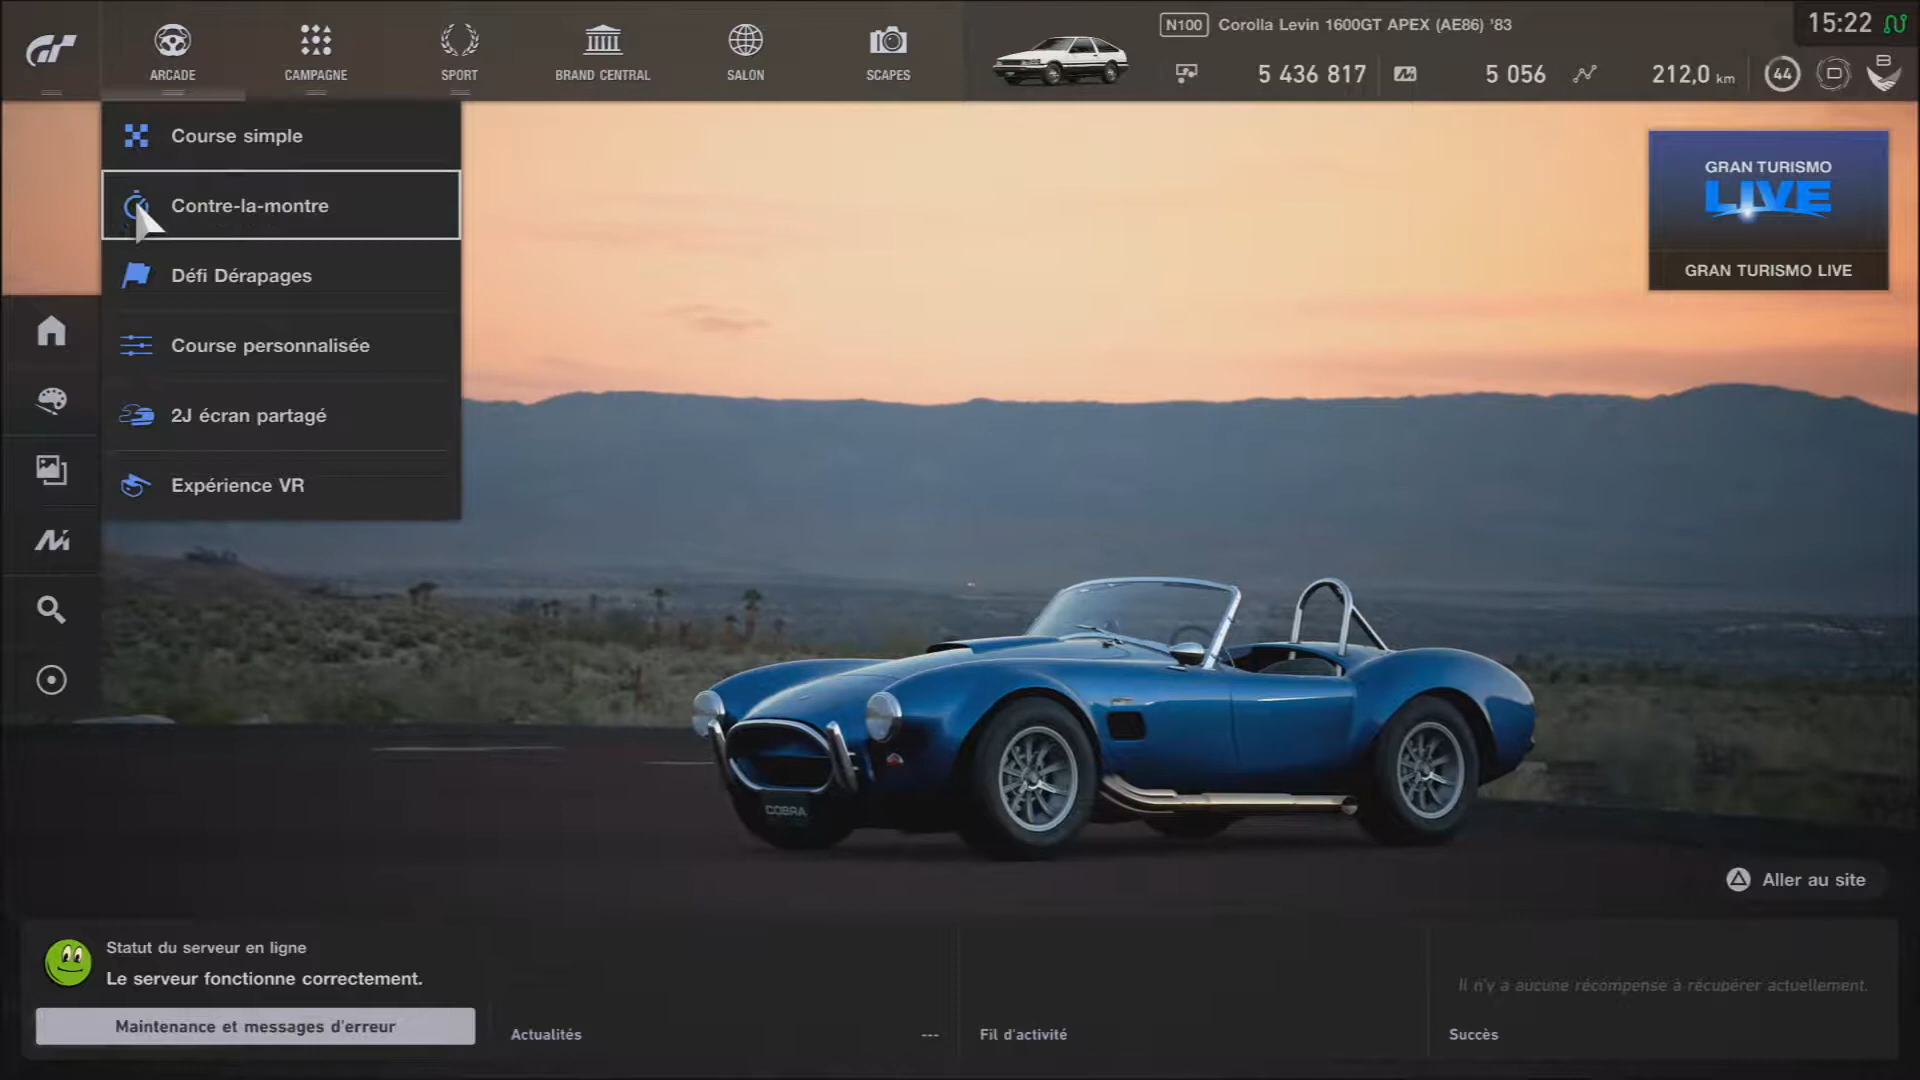 GT
ARCADE
CAMPAGNE
SPORT
BRAND CENTRAL
SALON
SCAPES
N100 Corolla Levin 1600GT APEX (AE86) '83
15:22
5 436 817
5 056
212,0 km
44
B
Course simple
Contre-la-montre
Défi Dérapages
Course personnalisée
2J écran partagé
Expérience VR
GRAN TURISMO
LIVE
GRAN TURISMO LIVE
COBRA
Aller au site
Statut du serveur en ligne
Le serveur fonctionne correctement.
Maintenance et messages d'erreur
Actualités
---
Fil d'activité
Il n'y a aucune récompense à récupérer actuellement.
Succès